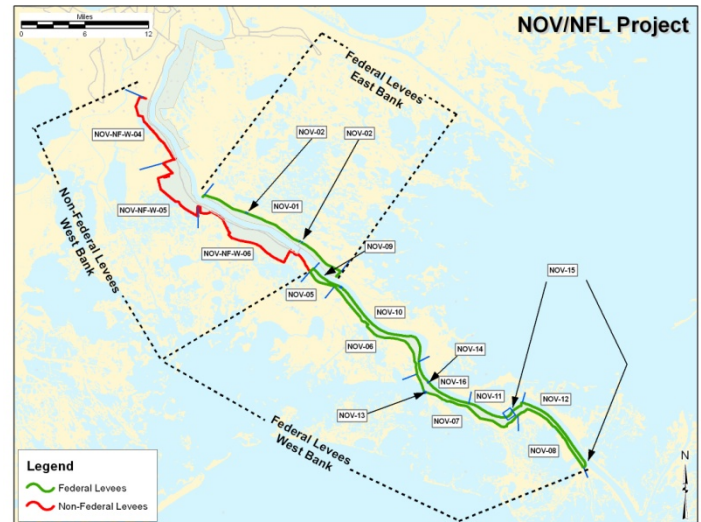 NOV/NFL Project
Miles
0 3 6 12
Federal Levees
East Bank
NOV-NF-W-04
NOV-02
NOV-02
Non-Federal Levees
West Bank
NOV-NF-W-05
NOV-01
NOV-NF-W-06
NOV-09
NOV-05
NOV-15
NOV-10
NOV-06
NOV-14
NOV-16
NOV-11
NOV-12
NOV-13
NOV-07
NOV-08
Federal Levees
West Bank
N
Legend
Federal Levees
Non-Federal Levees